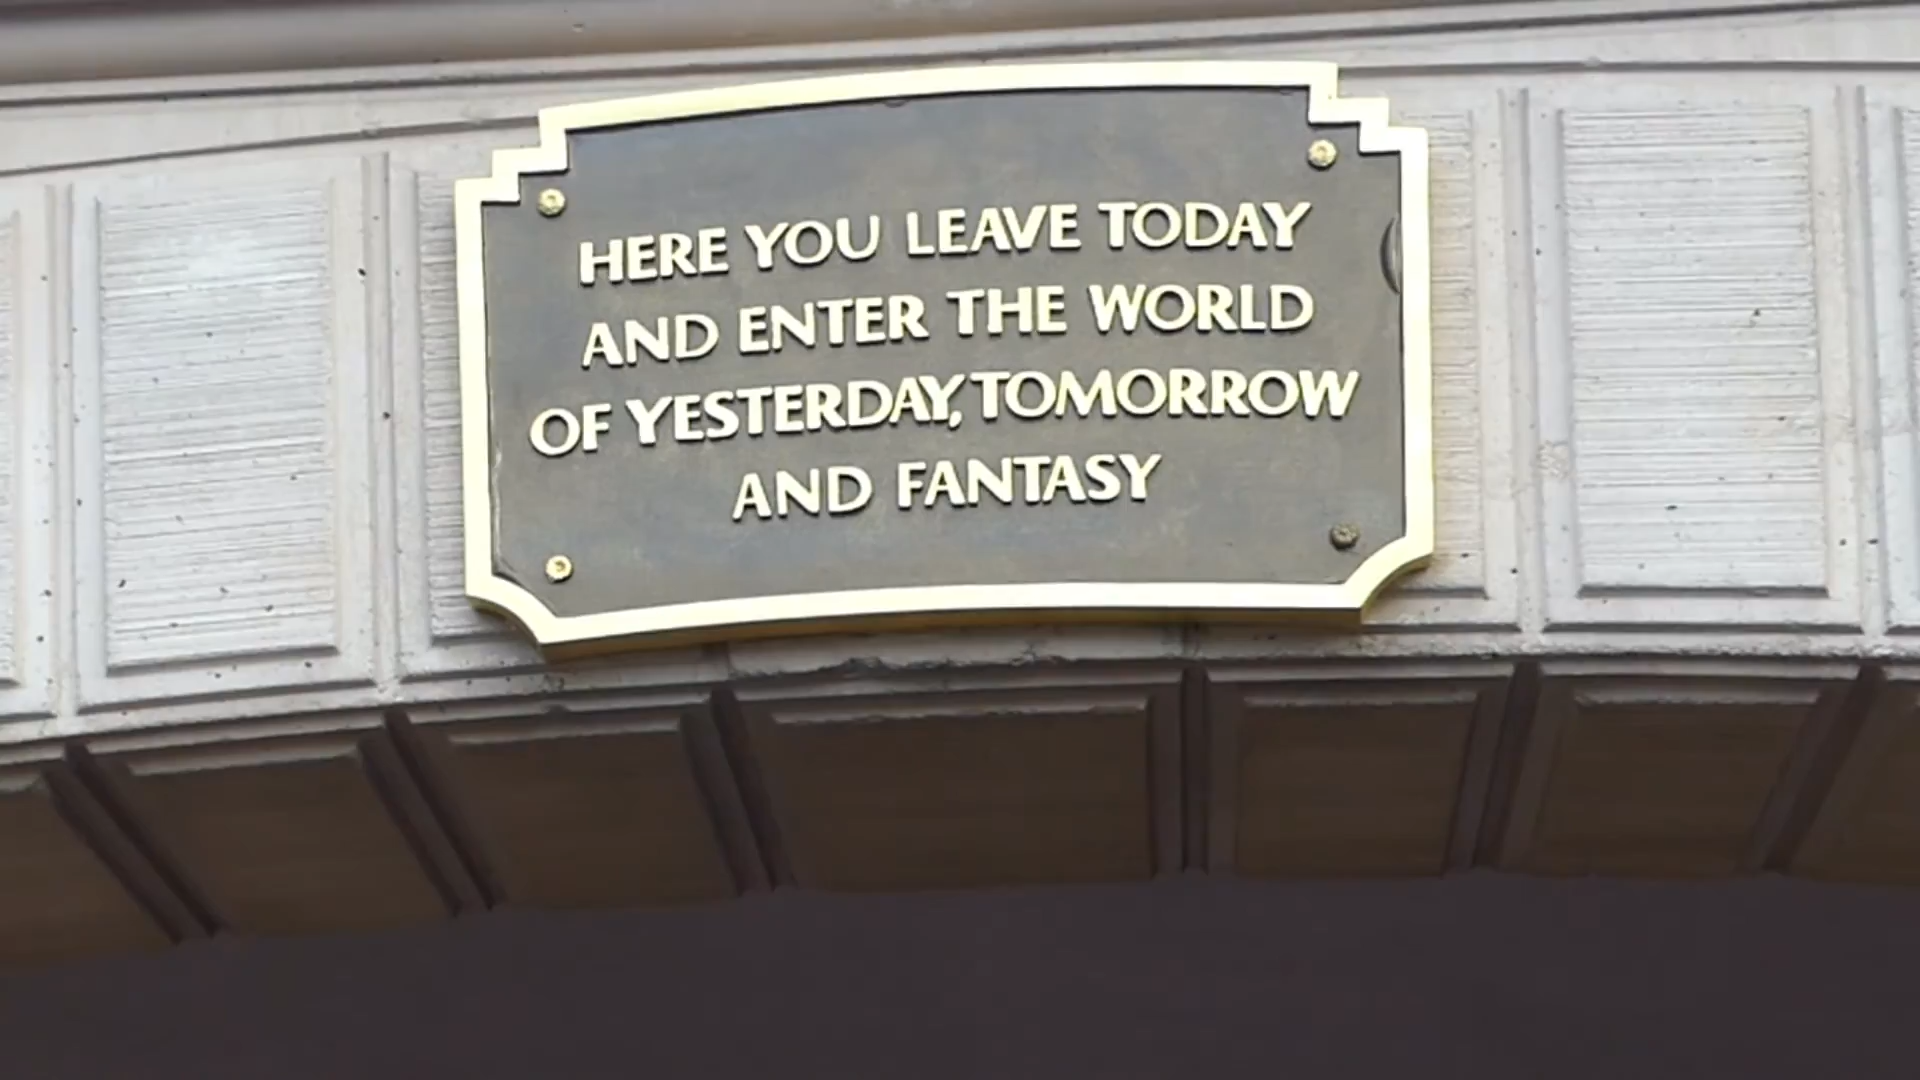 HERE YOU LEAVE TODAY
AND ENTER THE WORLD
OF YESTERDAY, TOMORROW
AND FANTASY